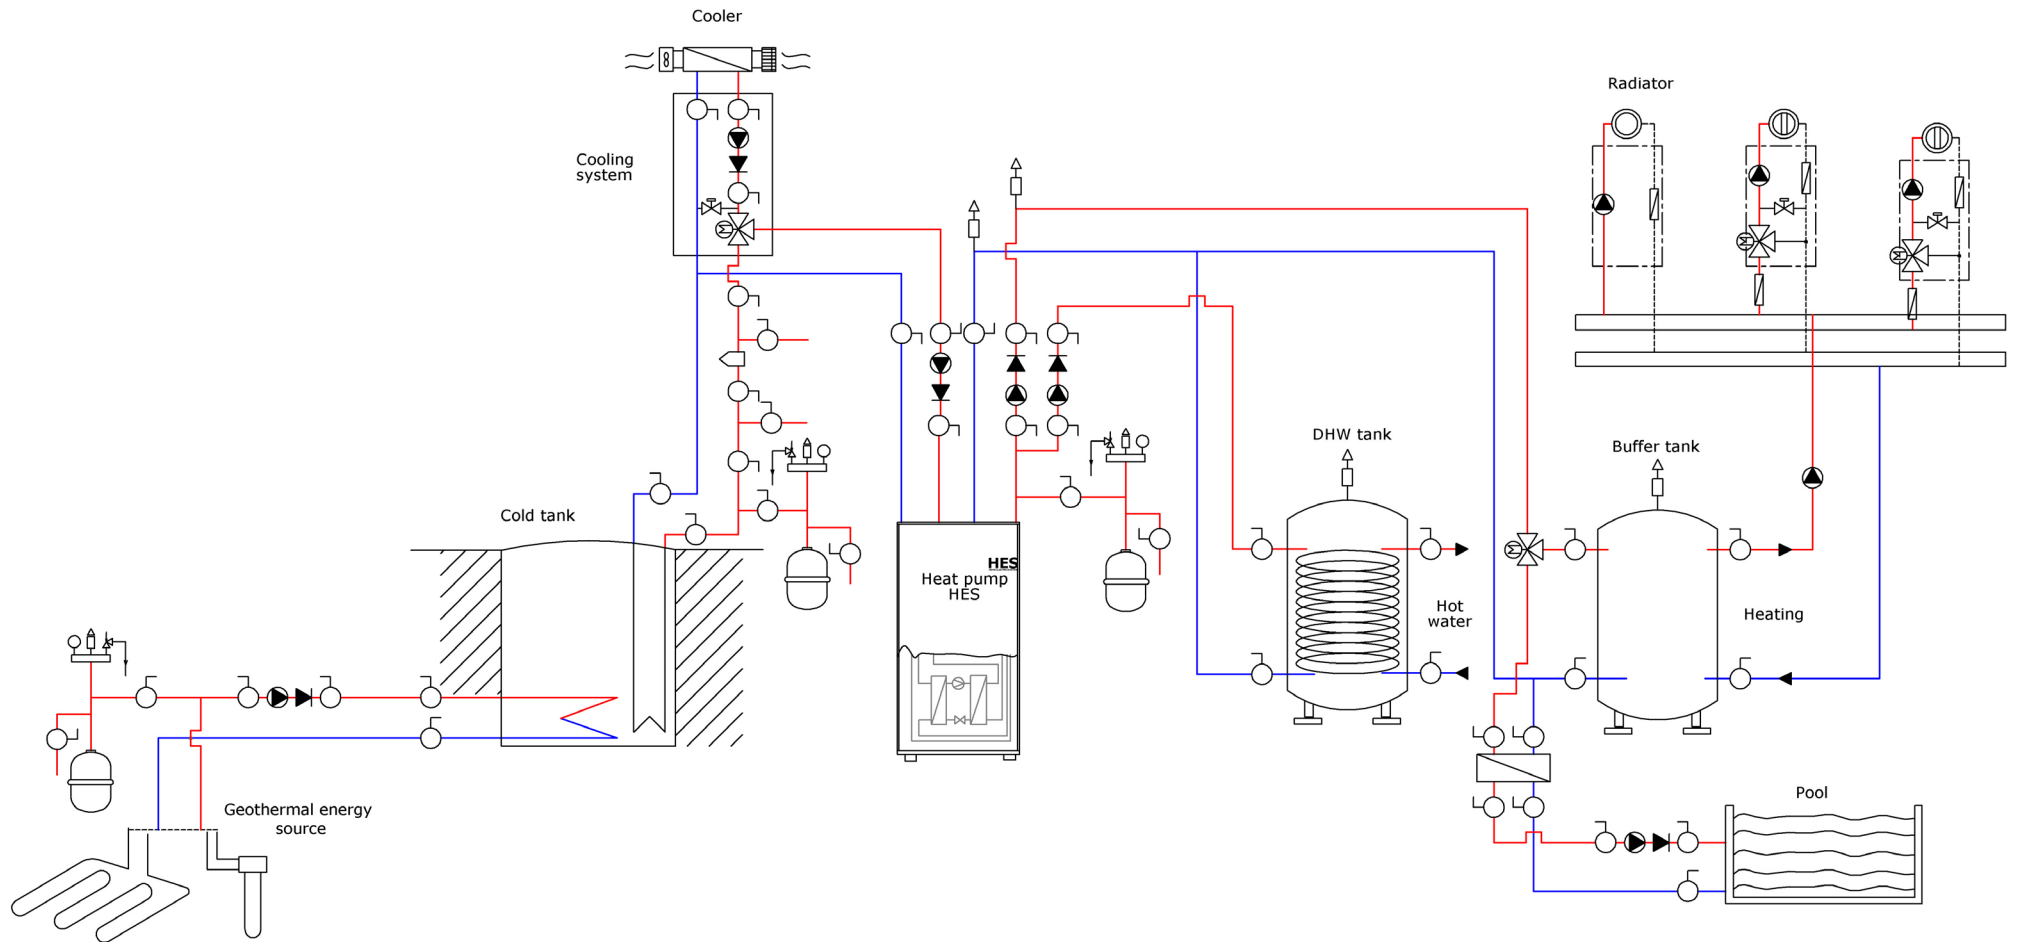 Cooler
Radiator
Cooling
system
DHW tank
Buffer tank
Cold tank
HES
Heat pump
HES
Hot
water
Heating
Geothermal energy
source
Pool